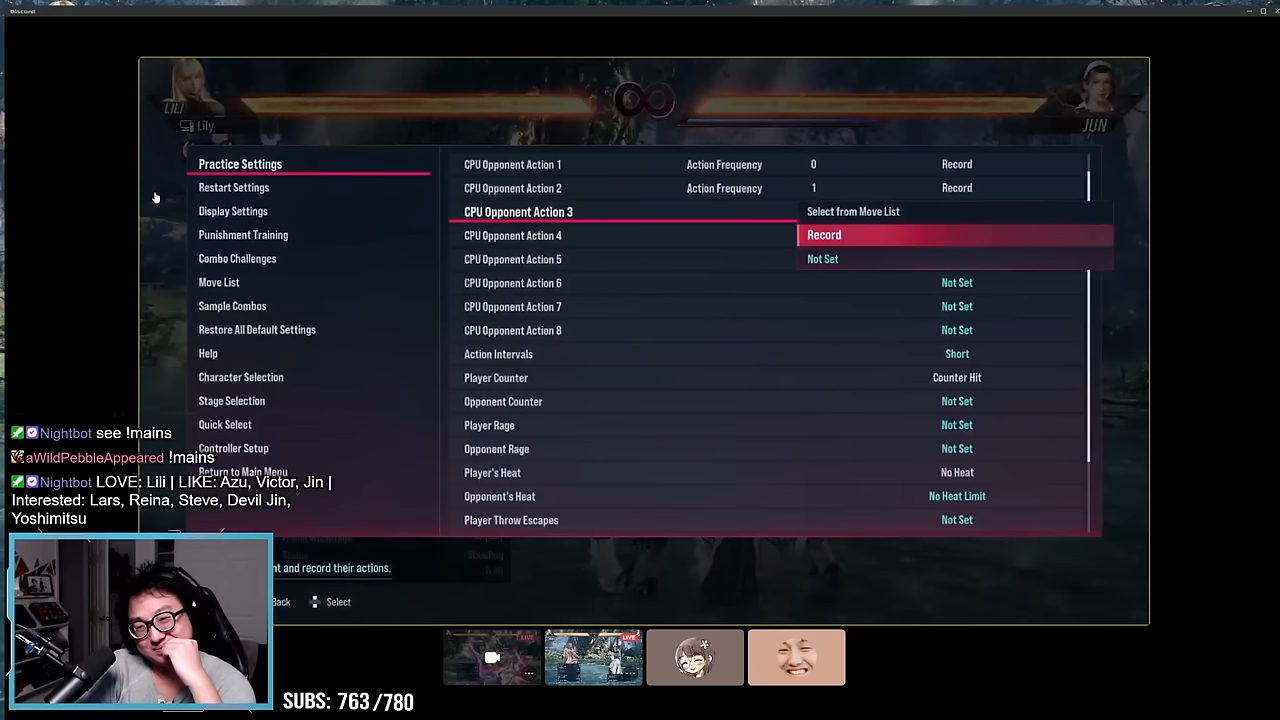 Discord
LILI
Lily
JUN
Practice Settings
Restart Settings
Display Settings
Punishment Training
Combo Challenges
Move List
Sample Combos
Restore All Default Settings
Help
Character Selection
Stage Selection
Quick Select
Controller Setup
Return to Main Menu
CPU Opponent Action 1 Action Frequency 0 Record
CPU Opponent Action 2 Action Frequency 1 Record
CPU Opponent Action 3
Select from Move List
Record
Not Set
CPU Opponent Action 4
CPU Opponent Action 5
CPU Opponent Action 6 Not Set
CPU Opponent Action 7 Not Set
CPU Opponent Action 8 Not Set
Action Intervals Short
Player Counter Counter Hit
Opponent Counter Not Set
Player Rage Not Set
Opponent Rage Not Set
Player's Heat No Heat
Opponent's Heat No Heat Limit
Player Throw Escapes Not Set
Standing
nt and record their actions.
Back Select
Nightbot see !mains
aWildPebbleAppeared !mains
Nightbot LOVE: Lili | LIKE: Azu, Victor, Jin |
Interested: Lars, Reina, Steve, Devil Jin,
Yoshimitsu
LIVE
LIVE
SUBS: 763/780